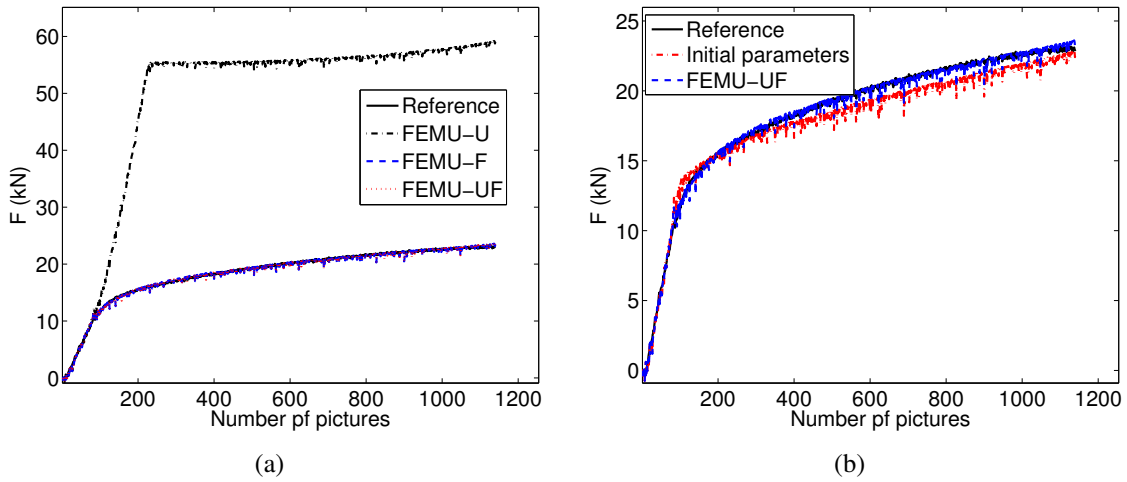 60
50
40
30
20
10
0
F (kN)
200 400 600 800 1000 1200
Number pf pictures
Reference
FEMU−U
FEMU−F
FEMU−UF
(a)
25
20
15
10
5
0
F (kN)
200 400 600 800 1000 1200
Number pf pictures
Reference
Initial parameters
FEMU−UF
(b)